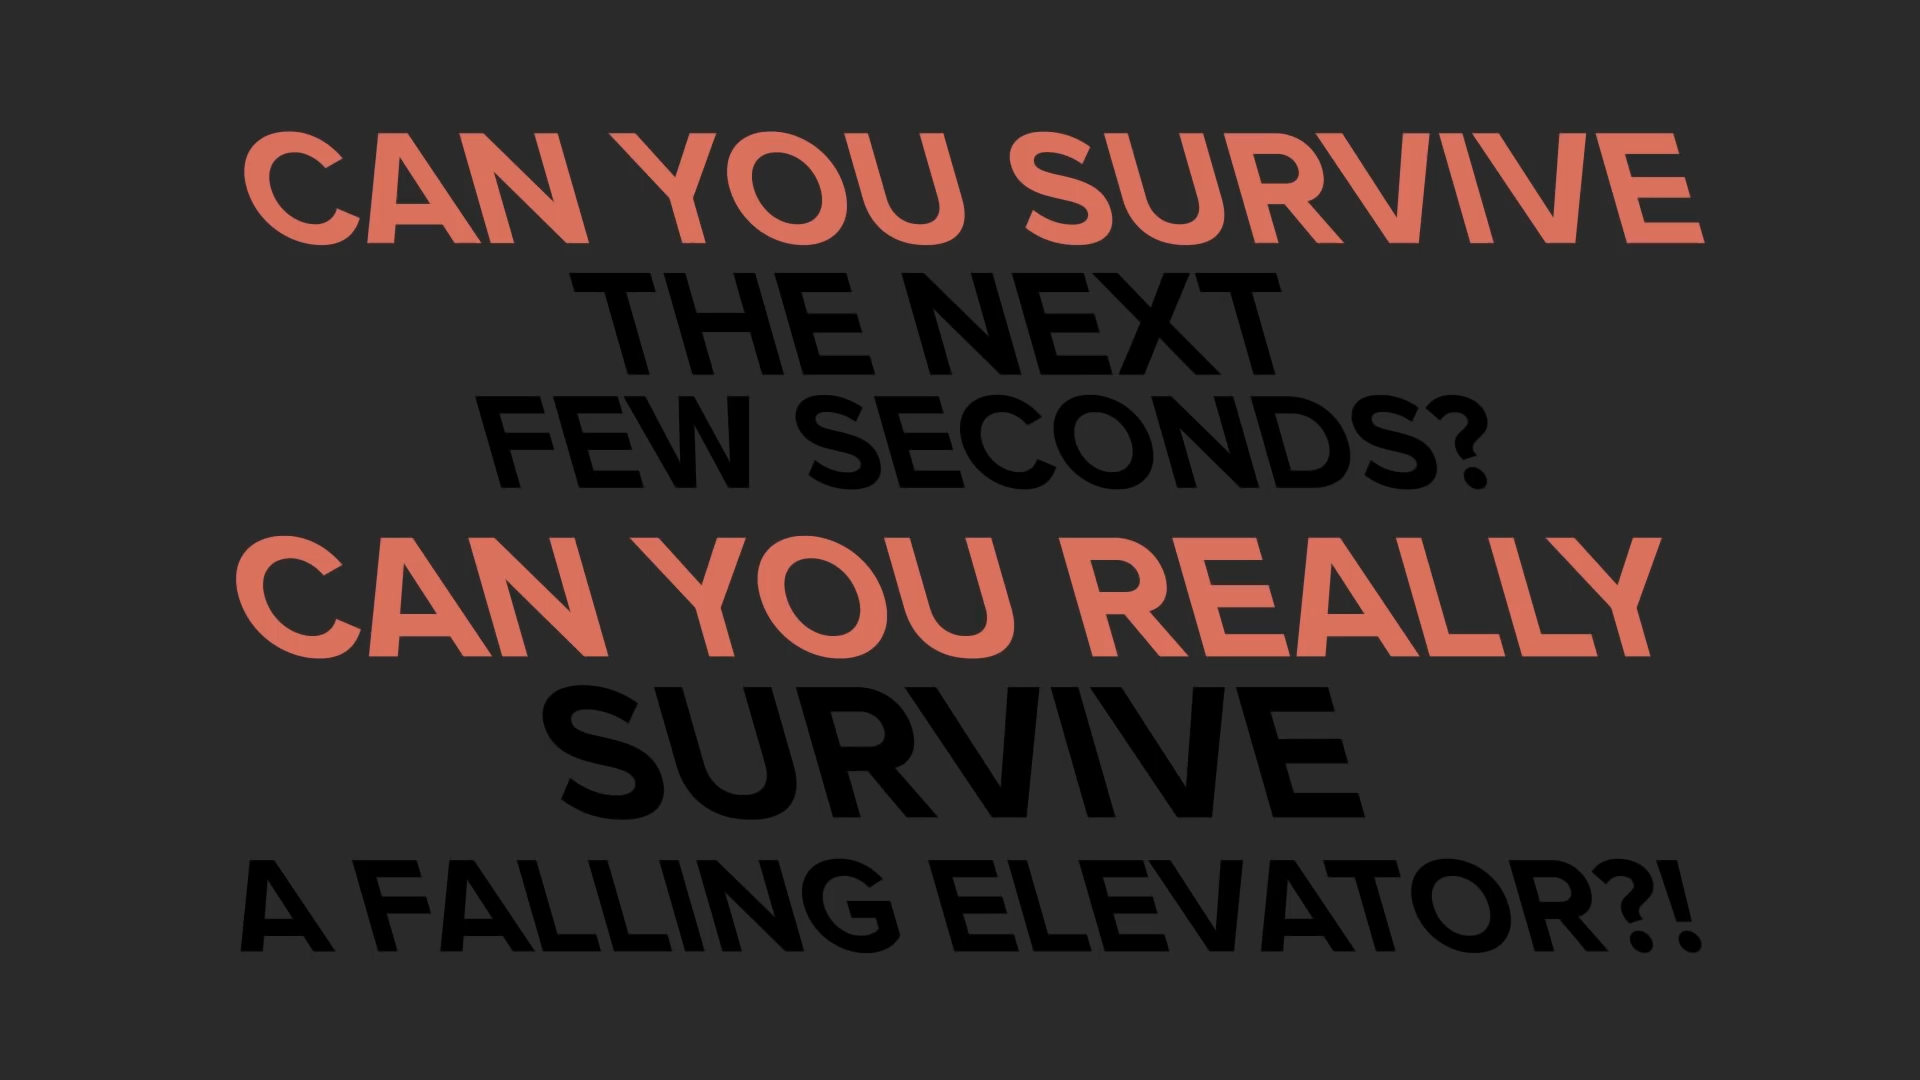 CAN YOU SURVIVE
THE NEXT
FEW SECONDS?
CAN YOU REALLY
SURVIVE
A FALLING ELEVATOR?!